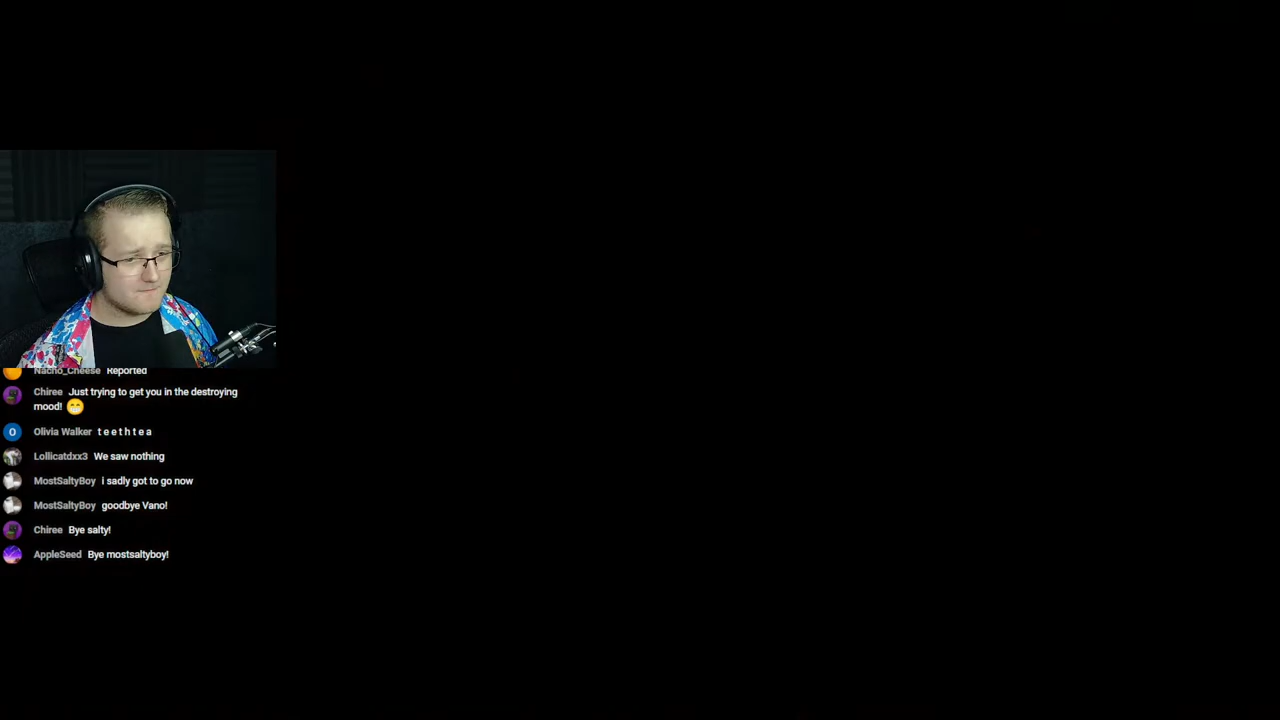 Nacho_Cheese Reported
Chiree Just trying to get you in the destroying
mood!
O
Olivia Walker t e e t h t e a
Lollicatdxx3 We saw nothing
MostSaltyBoy i sadly got to go now
MostSaltyBoy goodbye Vano!
Chiree Bye salty!
AppleSeed Bye mostsaltyboy!